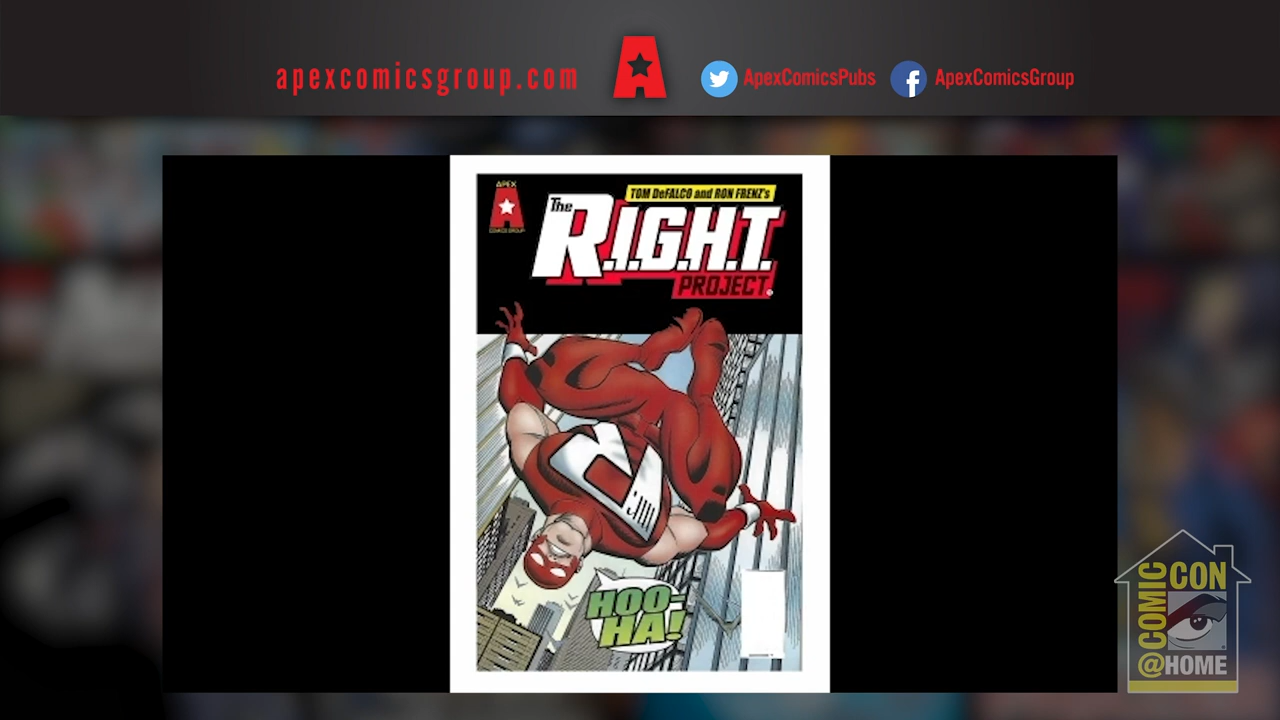 apexcomicsgroup.com
A
ApexComicsPubs
ApexComicsGroup
APEX
A
COMICS GROUP
TOM DeFALCO and RON FRENZ's
The
R.I.G.H.T.
PROJECT
R
HOO-
HA!
COMIC
CON
@HOME